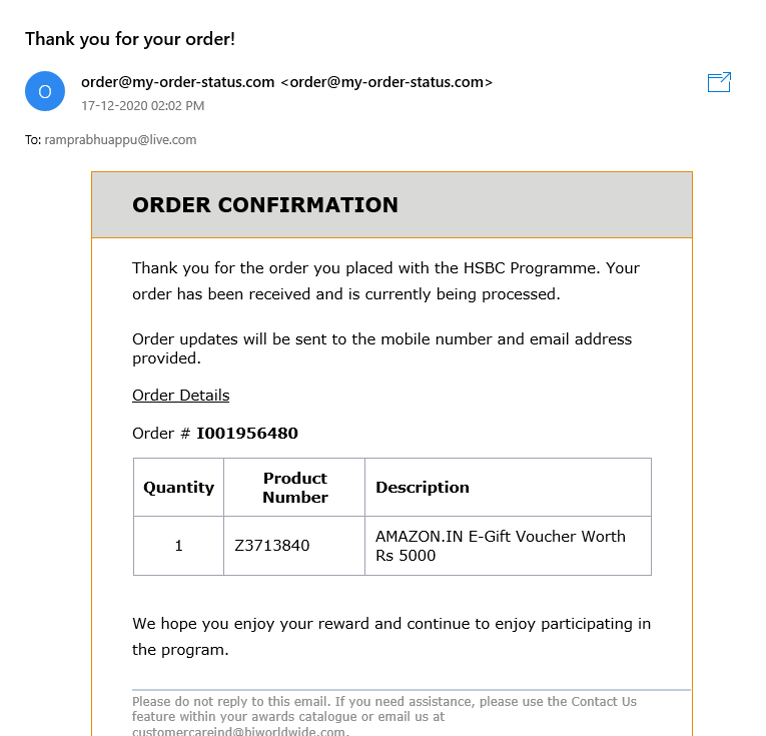 Thank you for your order!
O
order@my-order-status.com <order@my-order-status.com>
17-12-2020 02:02 PM
To: ramprabhuappu@live.com
ORDER CONFIRMATION
Thank you for the order you placed with the HSBC Programme. Your
order has been received and is currently being processed.
Order updates will be sent to the mobile number and email address
provided.
Order Details
Order # I001956480
Quantity Product Number Description
1 Z3713840 AMAZON.IN E-Gift Voucher Worth
Rs 5000
We hope you enjoy your reward and continue to enjoy participating in
the program.
Please do not reply to this email. If you need assistance, please use the Contact Us
feature within your awards catalogue or email us at
customercareind@biworldwide.com.